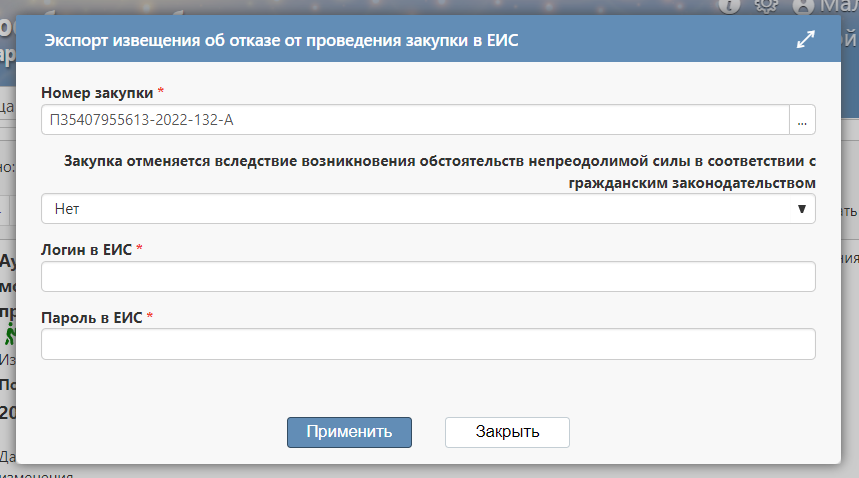 Экспорт извещения об отказе от проведения закупки в ЕИС
Номер закупки *
П35407955613-2022-132-А
...
Закупка отменяется вследствие возникновения обстоятельств непреодолимой силы в соответствии с
гражданским законодательством
Нет
Логин в ЕИС *
Пароль в ЕИС *
Применить
Закрыть